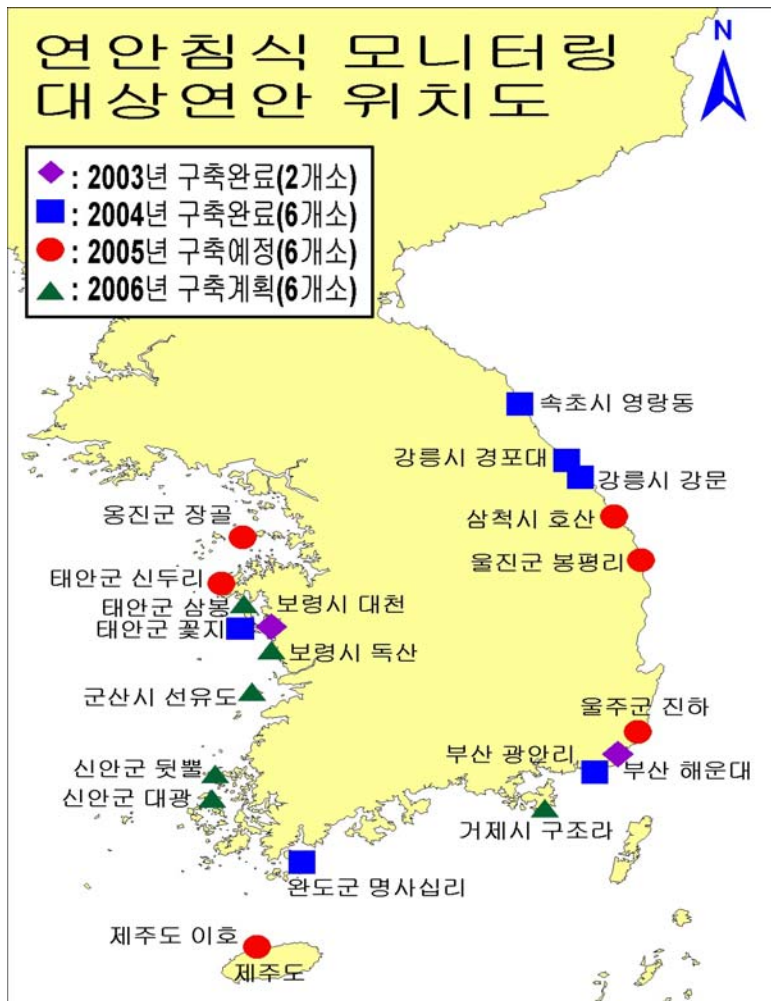 연안침식 모니터링
대상연안 위치도
N
: 2003년 구축완료(2개소)
: 2004년 구축완료(6개소)
: 2005년 구축예정(6개소)
: 2006년 구축계획(6개소)
속초시 영랑동
강릉시 경포대
강릉시 강문
옹진군 장골
삼척시 호산
울진군 봉평리
태안군 신두리
태안군 삼봉
보령시 대천
태안군 꽃지
보령시 독산
군산시 선유도
울주군 진하
부산 광안리
부산 해운대
신안군 뒷뿔
신안군 대광
거제시 구조라
완도군 명사십리
제주도 이호
제주도